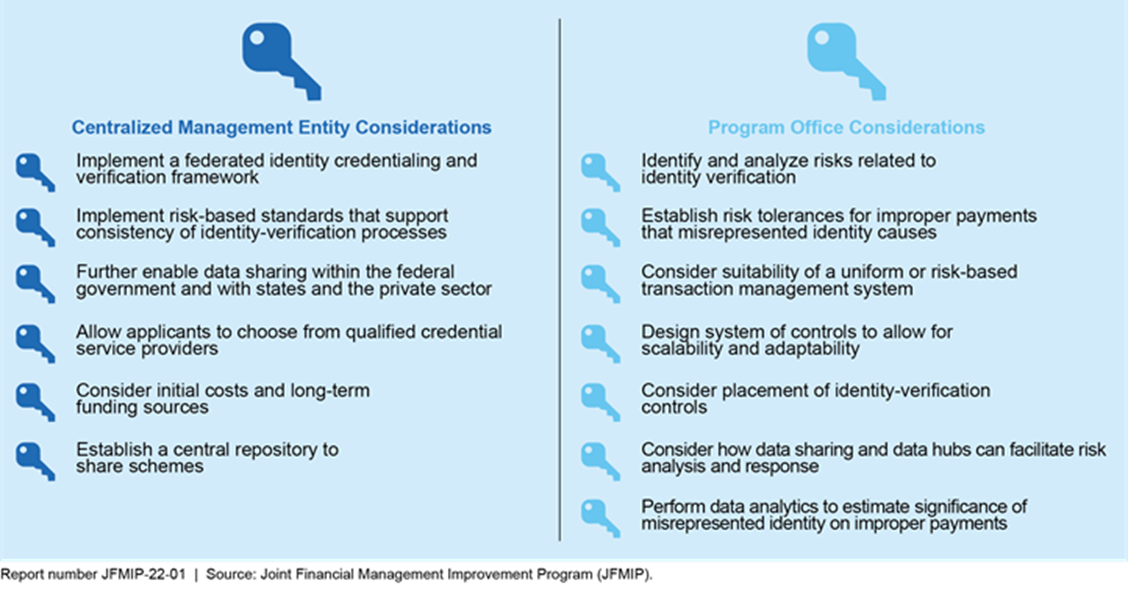 Centralized Management Entity Considerations
Implement a federated identity credentialing and
verification framework
Implement risk-based standards that support
consistency of identity-verification processes
Further enable data sharing within the federal
government and with states and the private sector
Allow applicants to choose from qualified credential
service providers
Consider initial costs and long-term
funding sources
Establish a central repository to
share schemes
Program Office Considerations
Identify and analyze risks related to
identity verification
Establish risk tolerances for improper payments
that misrepresented identity causes
Consider suitability of a uniform or risk-based
transaction management system
Design system of controls to allow for
scalability and adaptability
Consider placement of identity-verification
controls
Consider how data sharing and data hubs can facilitate risk
analysis and response
Perform data analytics to estimate significance of
misrepresented identity on improper payments
Report number JFMIP-22-01 | Source: Joint Financial Management Improvement Program (JFMIP).